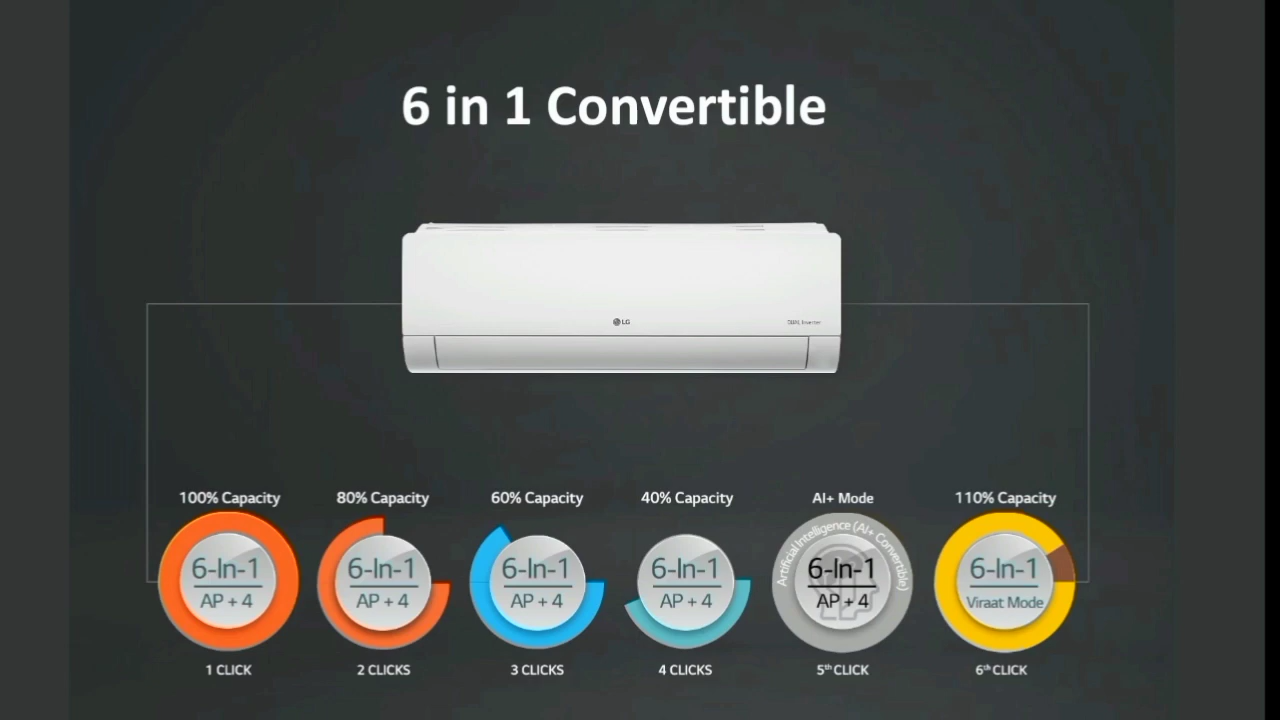 6 in 1 Convertible
LG
DUAL Inverter
100% Capacity
80% Capacity
60% Capacity
40% Capacity
AI+ Mode
110% Capacity
Artificial Intelligence (AI+ Convertible)
6-In-1
AP + 4
6-In-1
AP + 4
6-In-1
AP + 4
6-In-1
AP + 4
6-In-1
AP + 4
6-In-1
Viraat Mode
1 CLICK
2 CLICKS
3 CLICKS
4 CLICKS
5th CLICK
6th CLICK